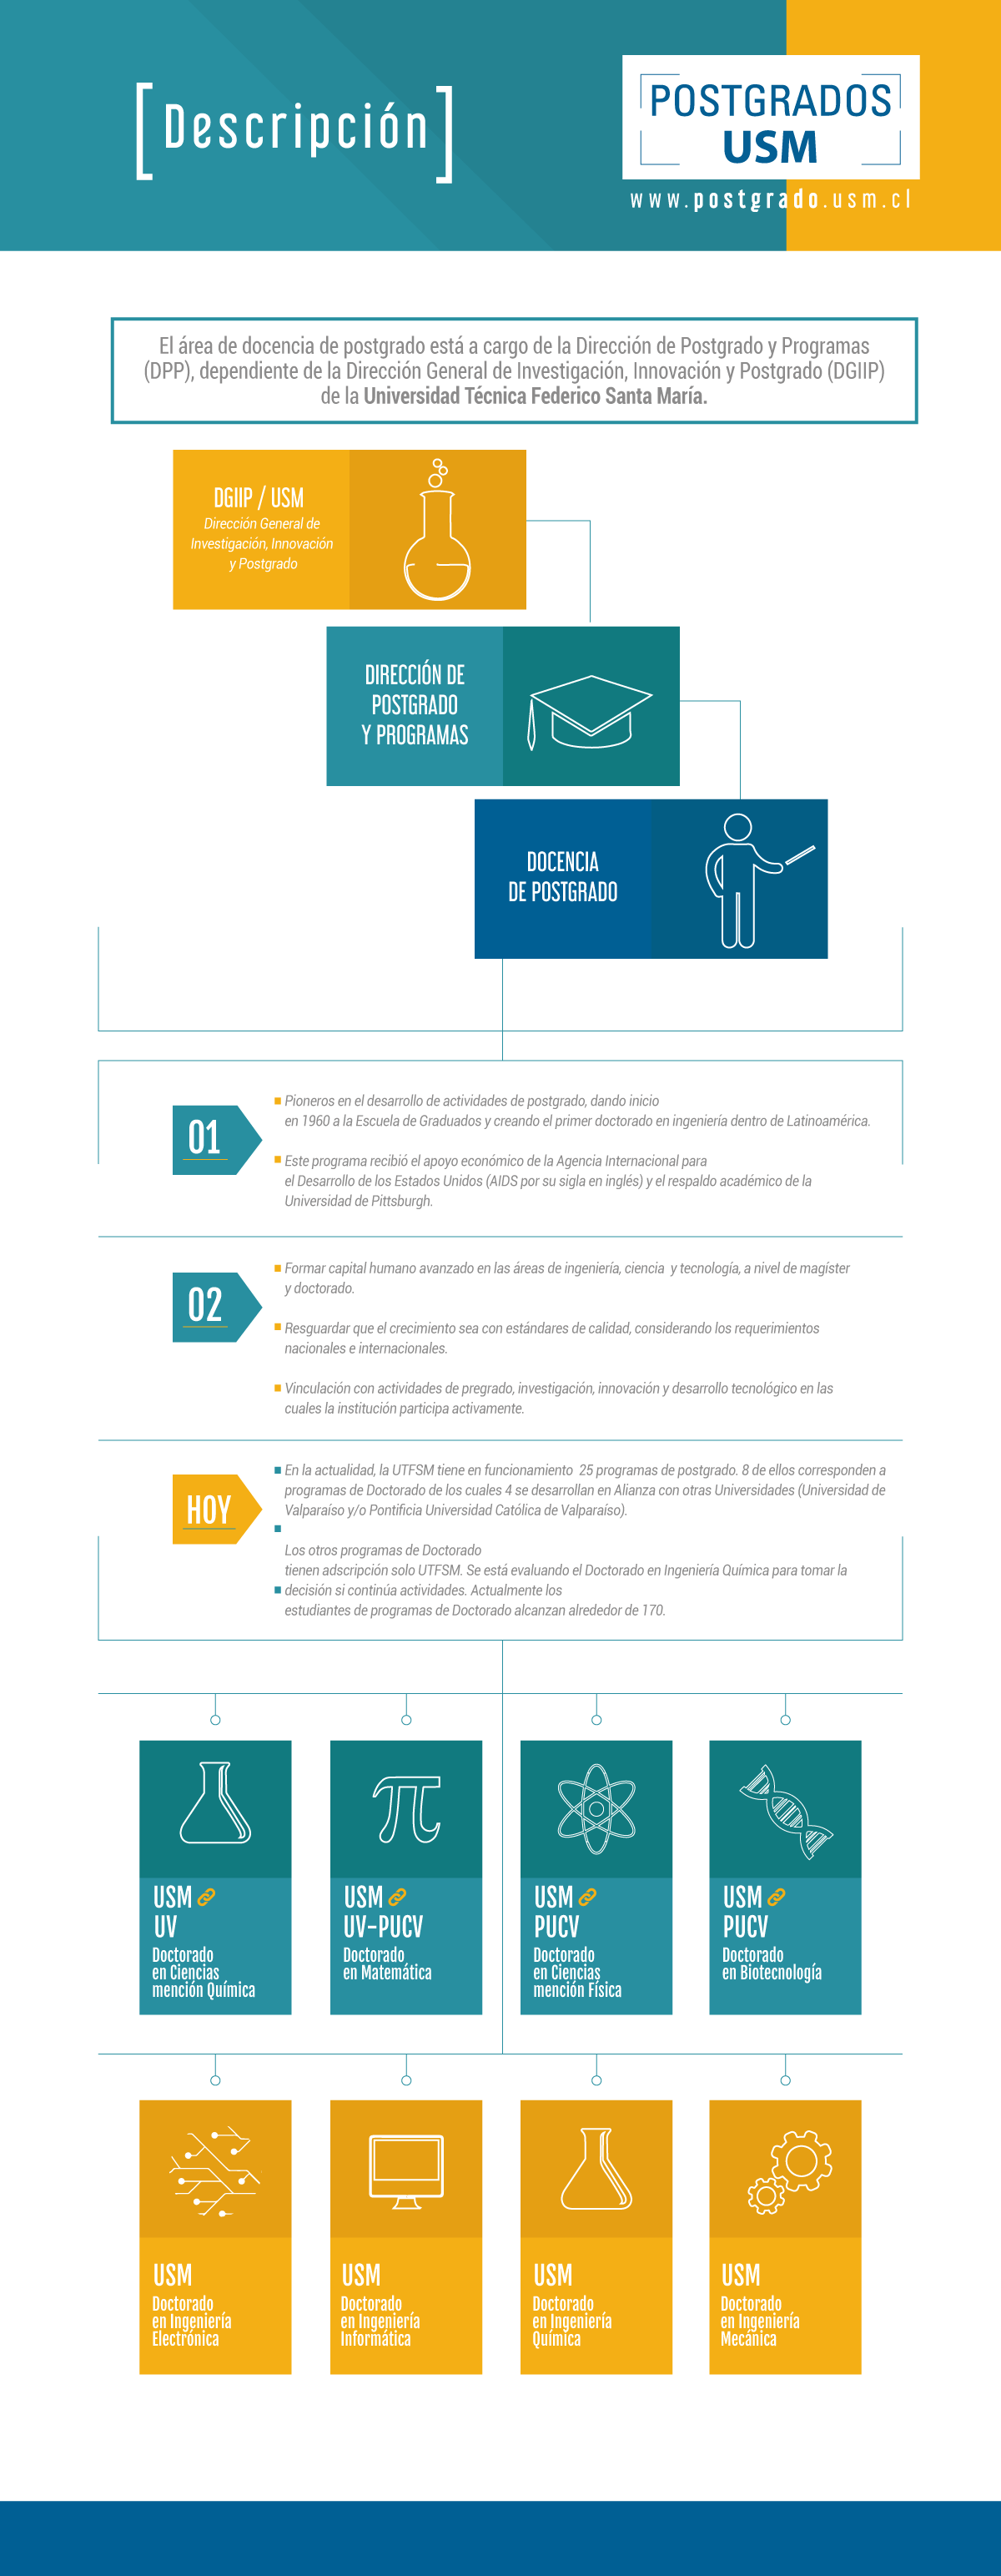 [Descripción]
POSTGRADOS
USM
www.postgrado.usm.cl
El área de docencia de postgrado está a cargo de la Dirección de Postgrado y Programas
(DPP), dependiente de la Dirección General de Investigación, Innovación y Postgrado (DGIIP)
de la Universidad Técnica Federico Santa María.
DGIIP / USM
Dirección General de
Investigación, Innovación
y Postgrado
DIRECCIÓN DE
POSTGRADO
Y PROGRAMAS
DOCENCIA
DE POSTGRADO
01
Pioneros en el desarrollo de actividades de postgrado, dando inicio
en 1960 a la Escuela de Graduados y creando el primer doctorado en ingeniería dentro de Latinoamérica.
Este programa recibió el apoyo económico de la Agencia Internacional para
el Desarrollo de los Estados Unidos (AIDS por su sigla en inglés) y el respaldo académico de la
Universidad de Pittsburgh.
02
Formar capital humano avanzado en las áreas de ingeniería, ciencia y tecnología, a nivel de magíster
y doctorado.
Resguardar que el crecimiento sea con estándares de calidad, considerando los requerimientos
nacionales e internacionales.
Vinculación con actividades de pregrado, investigación, innovación y desarrollo tecnológico en las
cuales la institución participa activamente.
HOY
En la actualidad, la UTFSM tiene en funcionamiento 25 programas de postgrado. 8 de ellos corresponden a
programas de Doctorado de los cuales 4 se desarrollan en Alianza con otras Universidades (Universidad de
Valparaíso y/o Pontificia Universidad Católica de Valparaíso).
Los otros programas de Doctorado
tienen adscripción solo UTFSM. Se está evaluando el Doctorado en Ingeniería Química para tomar la
decisión si continúa actividades. Actualmente los
estudiantes de programas de Doctorado alcanzan alrededor de 170.
USM
UV
Doctorado
en Ciencias
mención Química
USM
UV-PUCV
Doctorado
en Matemática
USM
PUCV
Doctorado
en Ciencias
mención Física
USM
PUCV
Doctorado
en Biotecnología
USM
Doctorado
en Ingeniería
Electrónica
USM
Doctorado
en Ingeniería
Informática
USM
Doctorado
en Ingeniería
Química
USM
Doctorado
en Ingeniería
Mecánica